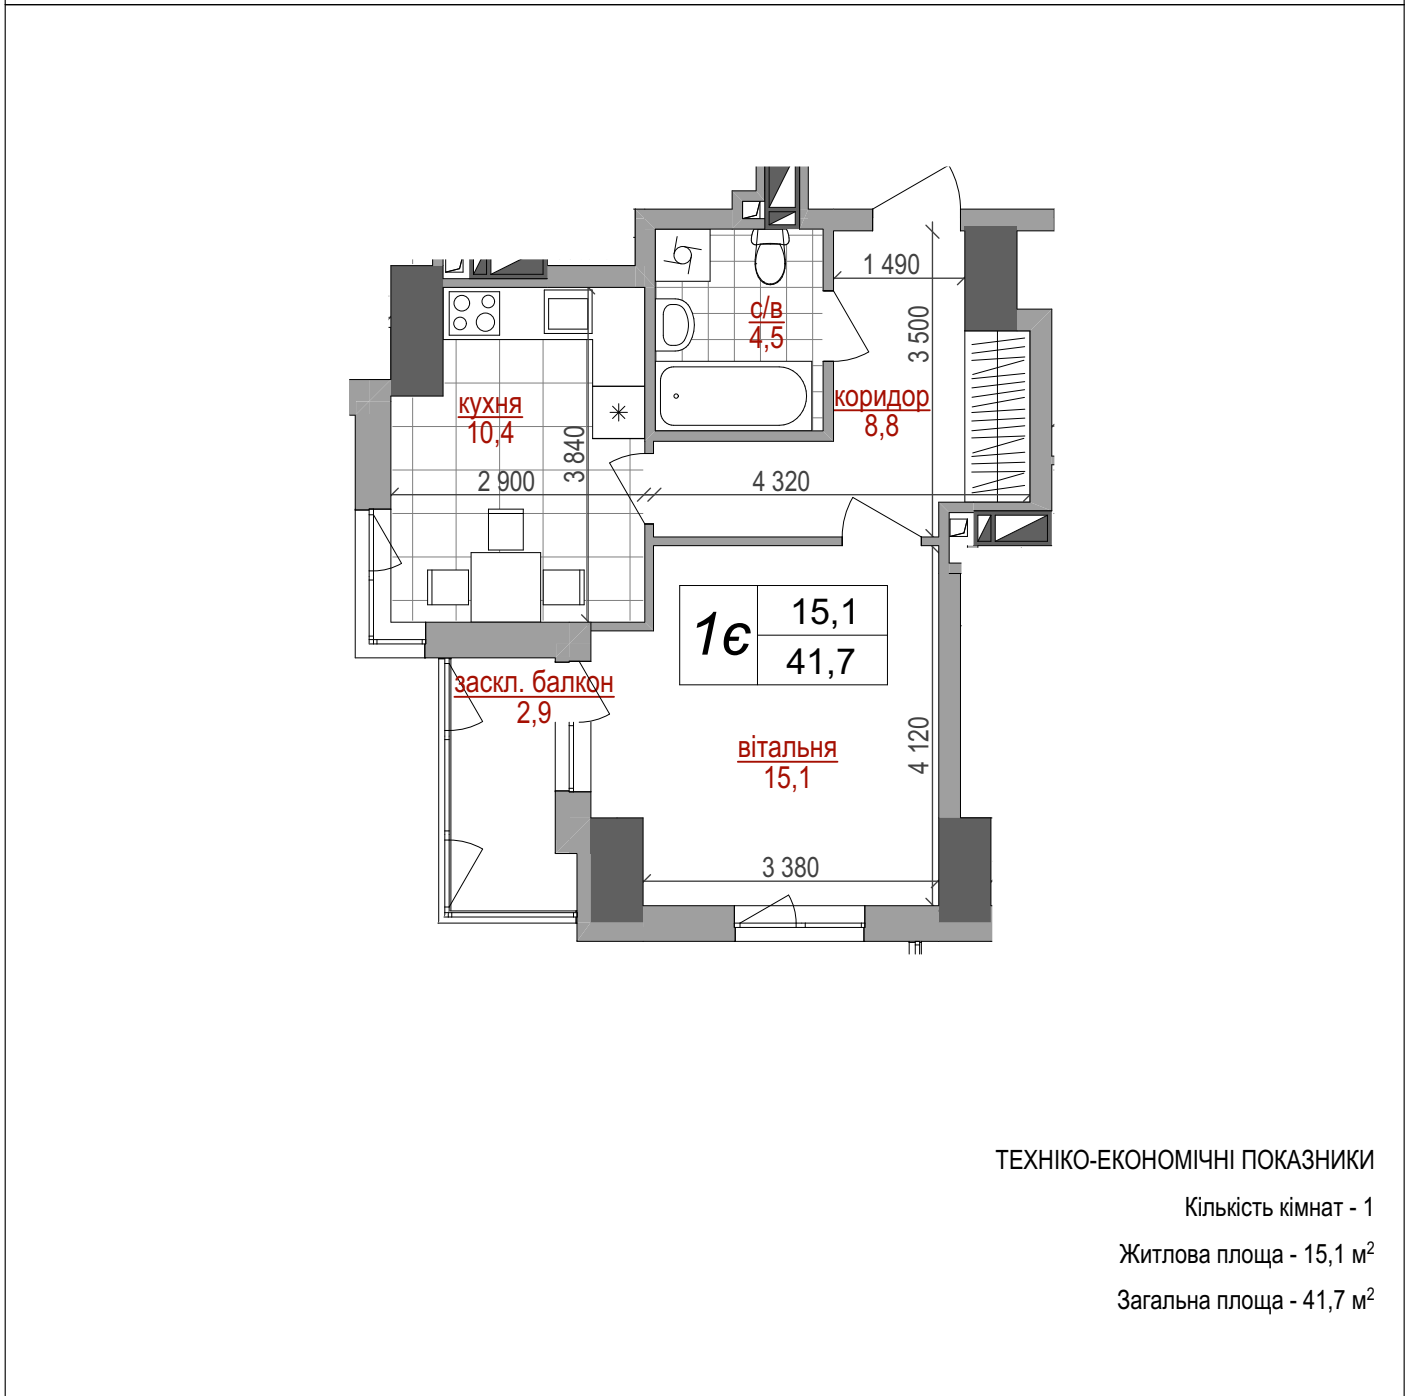 1 490
3 500
с/в
4,5
кухня
10,4
коридор
8,8
3 840
2 900
4 320
1є
15,1
41,7
заскл. балкон
2,9
вітальня
15,1
4 120
3 380
ТЕХНІКО-ЕКОНОМІЧНІ ПОКАЗНИКИ
Кількість кімнат - 1
Житлова площа - 15,1 м²
Загальна площа - 41,7 м²